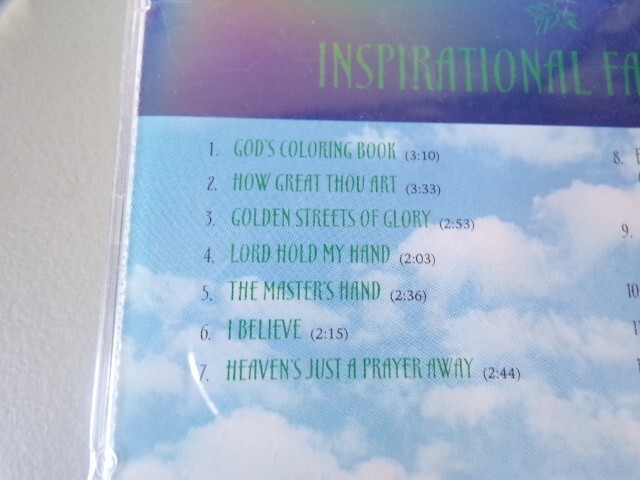 INSPIRATIONAL FA
1. GOD'S COLORING BOOK (3:10)
2. HOW GREAT THOU ART (3:33)
3. GOLDEN STREETS OF GLORY (2:53)
4. LORD HOLD MY HAND (2:03)
5. THE MASTER'S HAND (2:36)
6. I BELIEVE (2:15)
7. HEAVEN'S JUST A PRAYER AWAY (2:44)
8.
9.
10